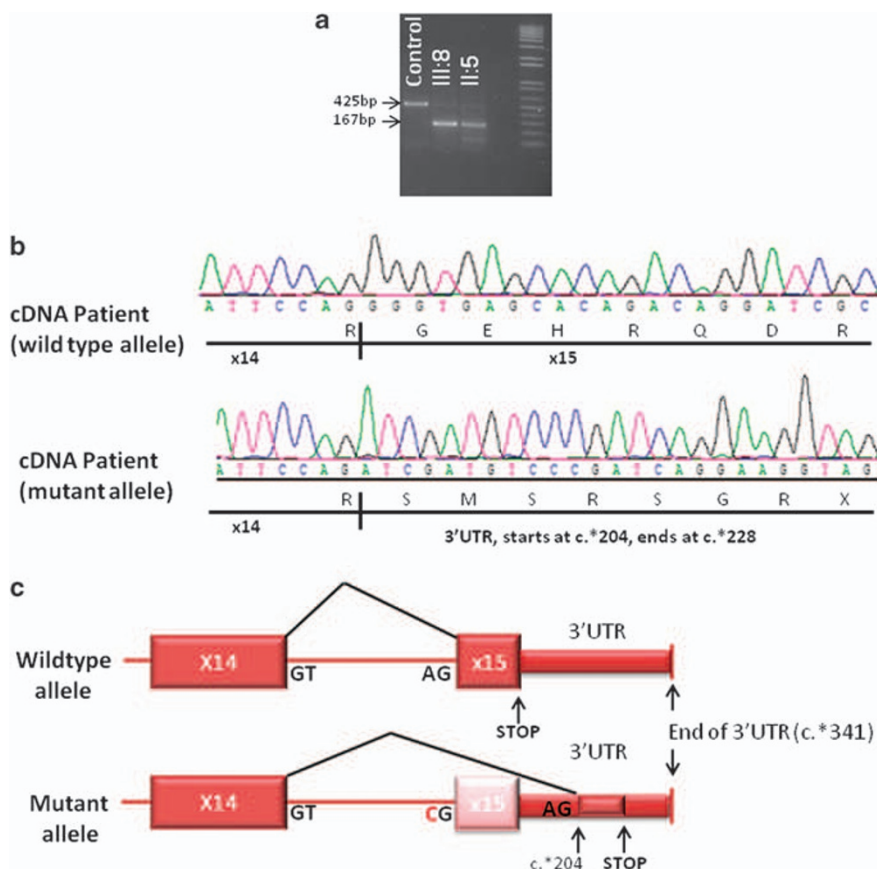 a
Control
III:8
II:5
425bp
167bp
b
ATTCCAGGGGTGAGCACAGACAGGATCGC
cDNA Patient
(wild type allele)
R G E H R Q D R
x14 x15
ATTCCAGATCGATGTCCCGATCAGGAAGGTAG
cDNA Patient
(mutant allele)
R S M S R S G R X
x14
3'UTR, starts at c.*204, ends at c.*228
c
Wildtype
allele
X14
GT
AG
x15
3'UTR
STOP
End of 3'UTR (c.*341)
Mutant
allele
X14
GT
CG
x15
3'UTR
AG
c.*204
STOP